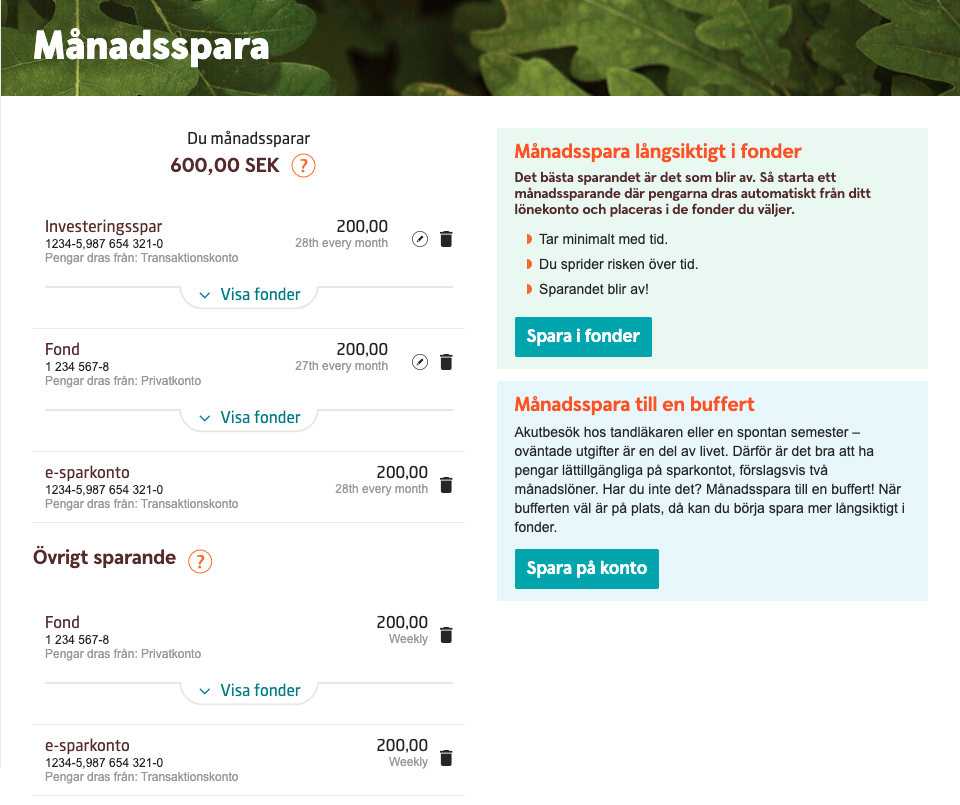 Månadsspara
Du månadssparar
600,00 SEK ?
Investeringsspar 200,00
1234-5,987 654 321-0 28th every month
Pengar dras från: Transaktionskonto
Visa fonder
Fond 200,00
1 234 567-8 27th every month
Pengar dras från: Privatkonto
Visa fonder
e-sparkonto 200,00
1234-5,987 654 321-0 28th every month
Pengar dras från: Transaktionskonto
Övrigt sparande ?
Fond 200,00
1 234 567-8 Weekly
Pengar dras från: Privatkonto
Visa fonder
e-sparkonto 200,00
1234-5,987 654 321-0 Weekly
Pengar dras från: Transaktionskonto
Månadsspara långsiktigt i fonder
Det bästa sparandet är det som blir av. Så starta ett
månadssparande där pengarna dras automatiskt från ditt
lönekonto och placeras i de fonder du väljer.
Tar minimalt med tid.
Du sprider risken över tid.
Sparandet blir av!
Spara i fonder
Månadsspara till en buffert
Akutbesök hos tandläkaren eller en spontan semester –
oväntade utgifter är en del av livet. Därför är det bra att ha
pengar lättillgängliga på sparkontot, förslagsvis två
månadslöner. Har du inte det? Månadsspara till en buffert! När
bufferten väl är på plats, då kan du börja spara mer långsiktigt i
fonder.
Spara på konto